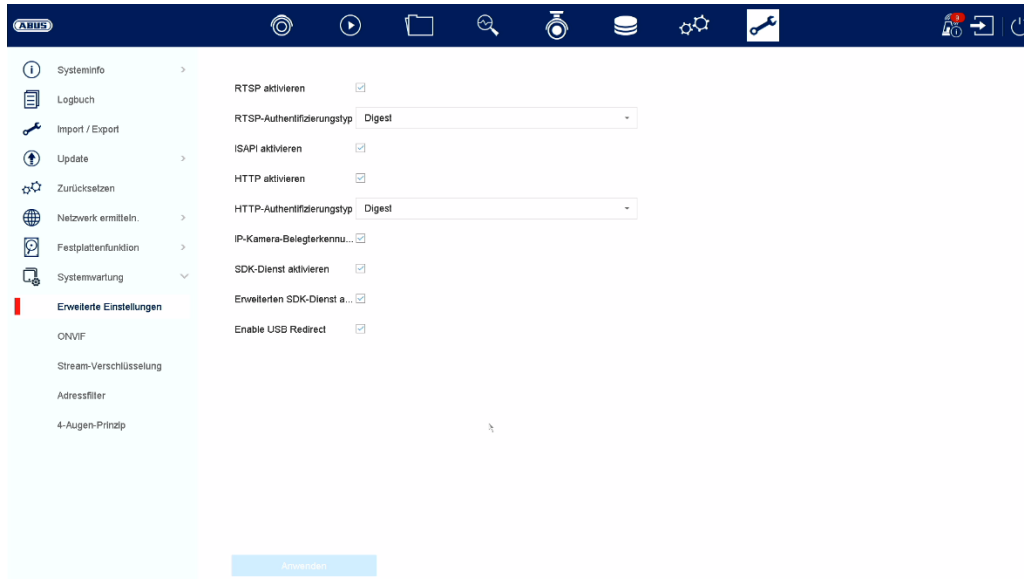 ABUS
9
Systeminfo
Logbuch
Import / Export
Update
Zurücksetzen
Netzwerk ermitteln.
Festplattenfunktion
Systemwartung
Erweiterte Einstellungen
ONVIF
Stream-Verschlüsselung
Adressfilter
4-Augen-Prinzip
RTSP aktivieren
RTSP-Authentifizierungstyp Digest
ISAPI aktivieren
HTTP aktivieren
HTTP-Authentifizierungstyp Digest
IP-Kamera-Belegterkennu...
SDK-Dienst aktivieren
Erweiterten SDK-Dienst a...
Enable USB Redirect
Anwenden